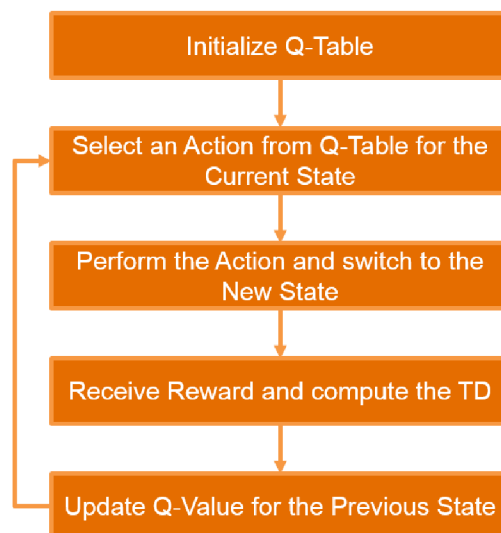 Initialize Q-Table
Select an Action from Q-Table for the
Current State
Perform the Action and switch to the
New State
Receive Reward and compute the TD
Update Q-Value for the Previous State